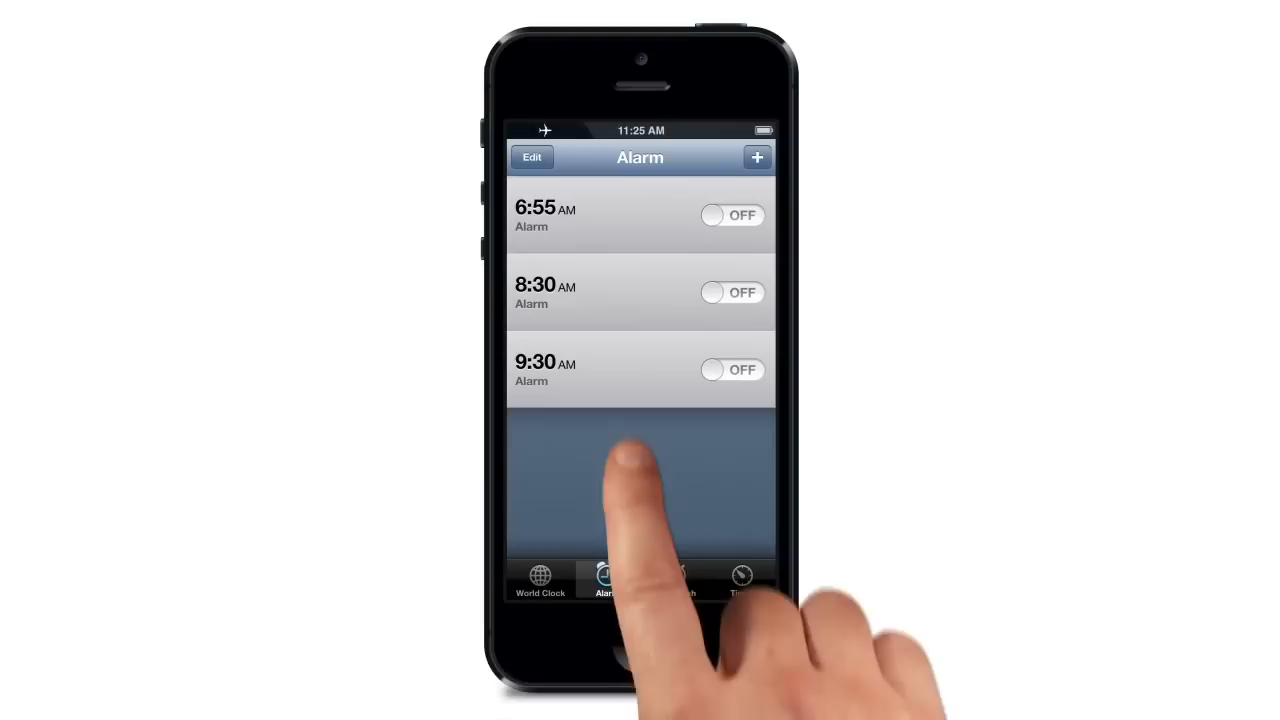 11:25 AM
Edit Alarm +
6:55 AM
Alarm
OFF
8:30 AM
Alarm
OFF
9:30 AM
Alarm
OFF
World Clock